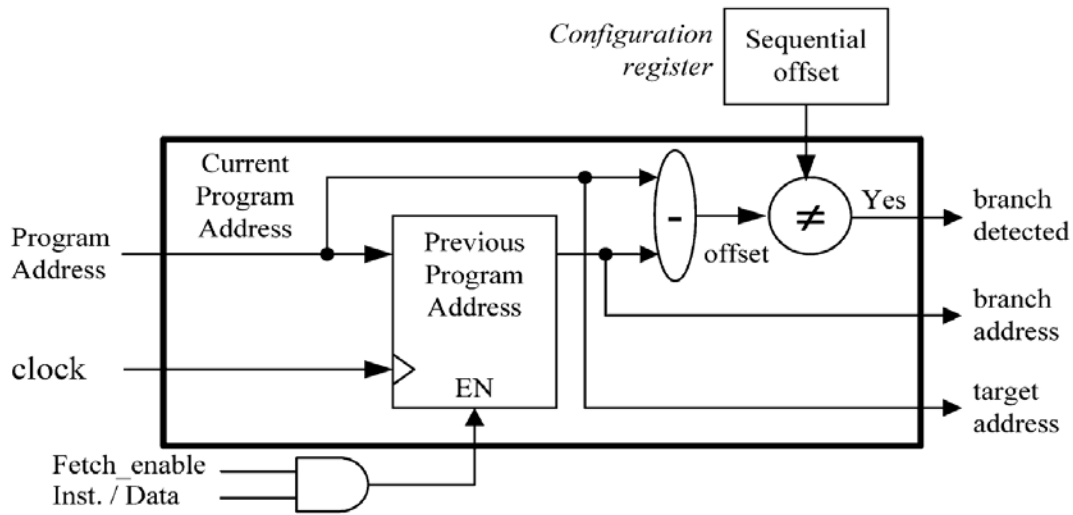 Configuration
register
Sequential
offset
Current
Program
Address
Program
Address
Previous
Program
Address
-
offset
≠
Yes
branch
detected
branch
address
clock
EN
target
address
Fetch_enable
Inst. / Data